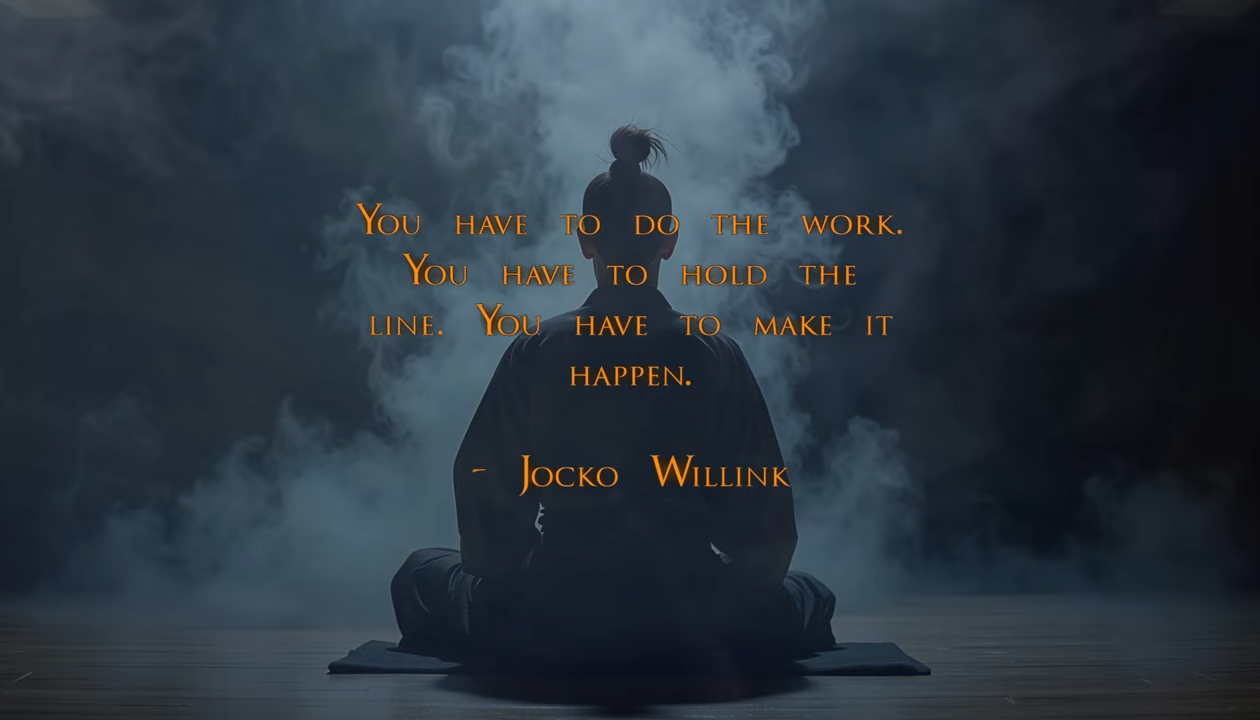 You have to do the work.
You have to hold the
line. You have to make it
happen.
- Jocko Willink